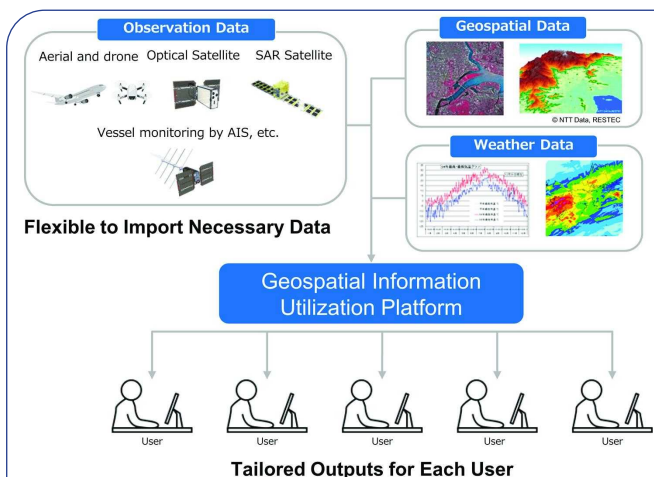 Observation Data
Aerial and drone Optical Satellite SAR Satellite
Vessel monitoring by AIS, etc.
Flexible to Import Necessary Data
Geospatial Data
© NTT Data, RESTEC
Weather Data
Geospatial Information
Utilization Platform
User User User User User
Tailored Outputs for Each User